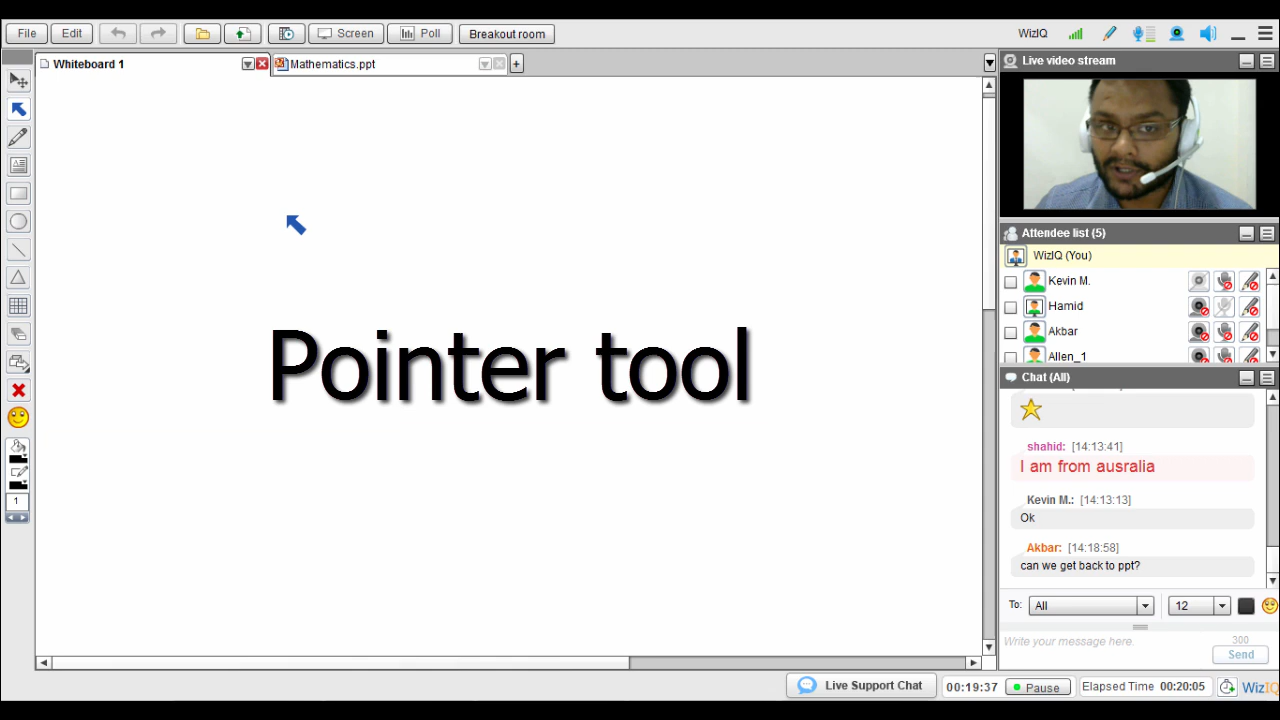 File
Edit
Screen
Poll
Breakout room
WizIQ
Whiteboard 1
Mathematics.ppt
Live video stream
Pointer tool
1
Attendee list (5)
WizIQ (You)
Kevin M.
Hamid
Akbar
Allen_1
Chat (All)
shahid: [14:13:41]
I am from ausralia
Kevin M.: [14:13:13]
Ok
Akbar: [14:18:58]
can we get back to ppt?
To: All 12
Write your message here.
300
Send
Live Support Chat
00:19:37
Pause
Elapsed Time 00:20:05
WizIQ